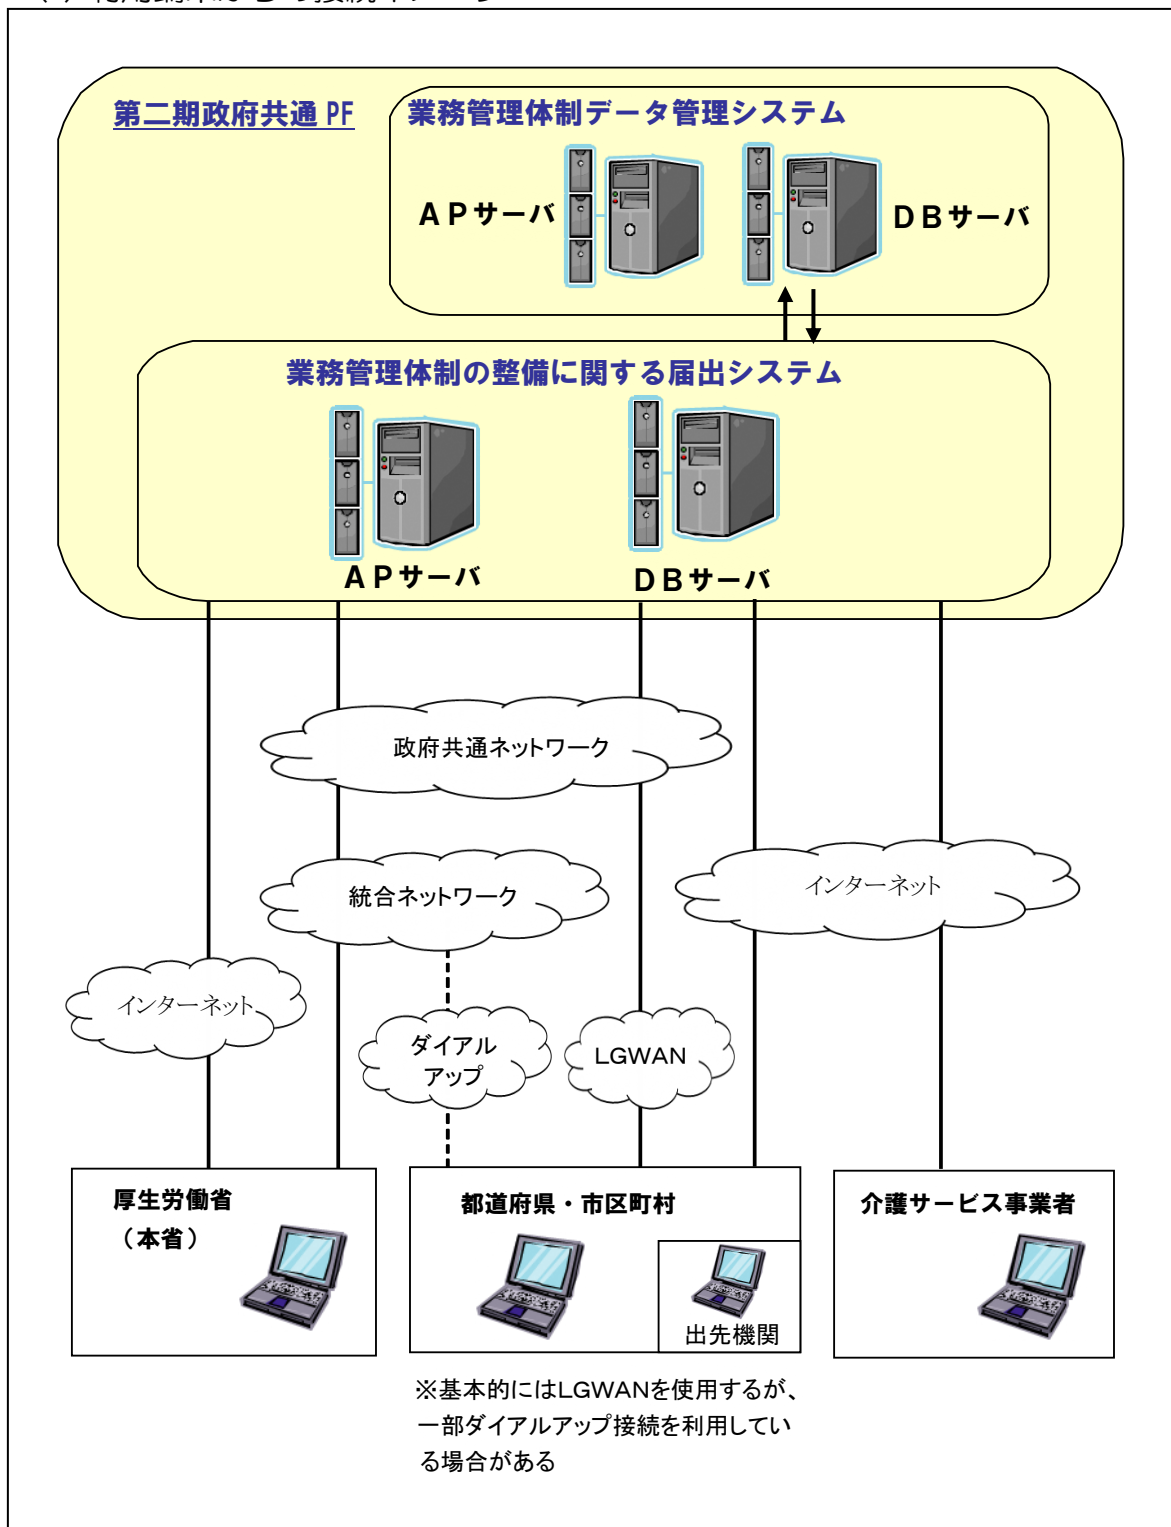 第二期政府共通 PF
業務管理体制データ管理システム
ＡＰサーバ
ＤＢサーバ
業務管理体制の整備に関する届出システム
ＡＰサーバ
ＤＢサーバ
政府共通ネットワーク
統合ネットワーク
インターネット
インターネット
ダイアル
アップ
LGWAN
厚生労働省
（本省）
都道府県・市区町村
出先機関
介護サービス事業者
※基本的にはLGWANを使用するが、
一部ダイアルアップ接続を利用してい
る場合がある